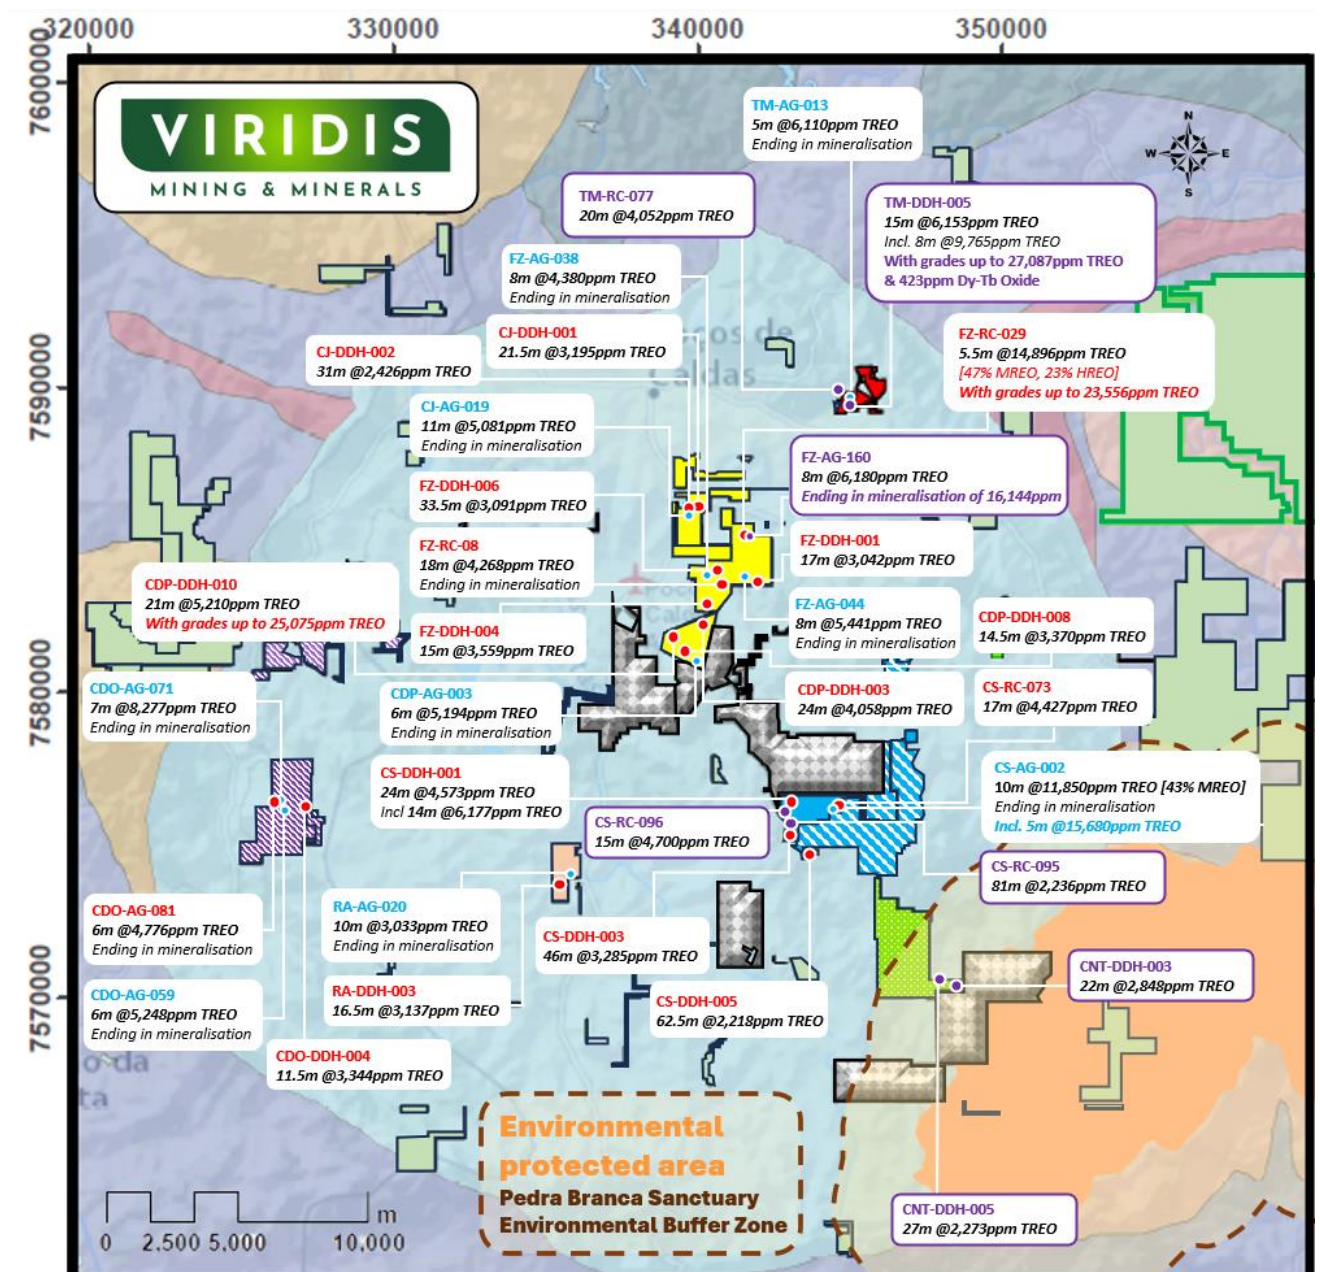 320000 330000 340000 350000
7600000
7590000
7580000
7570000
VIRIDIS
MINING & MINERALS
N
W E
S
TM-AG-013
5m @6,110ppm TREO
Ending in mineralisation
TM-RC-077
20m @4,052ppm TREO
TM-DDH-005
15m @6,153ppm TREO
Incl. 8m @9,765ppm TREO
With grades up to 27,087ppm TREO
& 423ppm Dy-Tb Oxide
FZ-AG-038
8m @4,380ppm TREO
Ending in mineralisation
CJ-DDH-001
21.5m @3,195ppm TREO
CJ-DDH-002
31m @2,426ppm TREO
FZ-RC-029
5.5m @14,896ppm TREO
[47% MREO, 23% HREO]
With grades up to 23,556ppm TREO
ços de
Caldas
CJ-AG-019
11m @5,081ppm TREO
Ending in mineralisation
FZ-AG-160
8m @6,180ppm TREO
Ending in mineralisation of 16,144ppm
FZ-DDH-006
33.5m @3,091ppm TREO
FZ-RC-08
18m @4,268ppm TREO
Ending in mineralisation
FZ-DDH-001
17m @3,042ppm TREO
CDP-DDH-010
21m @5,210ppm TREO
With grades up to 25,075ppm TREO
FZ-AG-044
8m @5,441ppm TREO
Ending in mineralisation
CDP-DDH-008
14.5m @3,370ppm TREO
FZ-DDH-004
15m @3,559ppm TREO
CDO-AG-071
7m @8,277ppm TREO
Ending in mineralisation
CDP-AG-003
6m @5,194ppm TREO
Ending in mineralisation
CDP-DDH-003
24m @4,058ppm TREO
CS-RC-073
17m @4,427ppm TREO
CS-DDH-001
24m @4,573ppm TREO
Incl 14m @6,177ppm TREO
CS-AG-002
10m @11,850ppm TREO [43% MREO]
Ending in mineralisation
Incl. 5m @15,680ppm TREO
CS-RC-096
15m @4,700ppm TREO
CS-RC-095
81m @2,236ppm TREO
CDO-AG-081
6m @4,776ppm TREO
Ending in mineralisation
RA-AG-020
10m @3,033ppm TREO
Ending in mineralisation
CS-DDH-003
46m @3,285ppm TREO
CNT-DDH-003
22m @2,848ppm TREO
CDO-AG-059
6m @5,248ppm TREO
Ending in mineralisation
RA-DDH-003
16.5m @3,137ppm TREO
CS-DDH-005
62.5m @2,218ppm TREO
CDO-DDH-004
11.5m @3,344ppm TREO
o da
ta
Environmental
protected area
Pedra Branca Sanctuary
Environmental Buffer Zone
CNT-DDH-005
27m @2,273ppm TREO
m
0 2.500 5,000 10,000